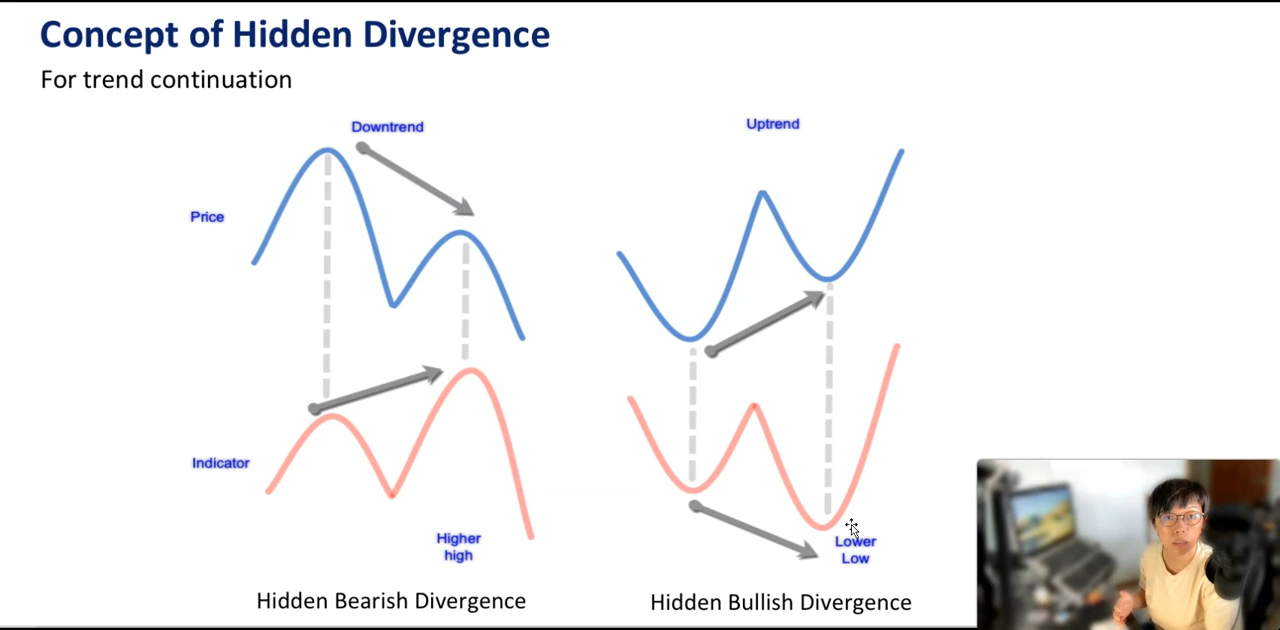 Concept of Hidden Divergence
For trend continuation
Downtrend
Uptrend
Price
Indicator
Higher
high
Lower
Low
Hidden Bearish Divergence
Hidden Bullish Divergence